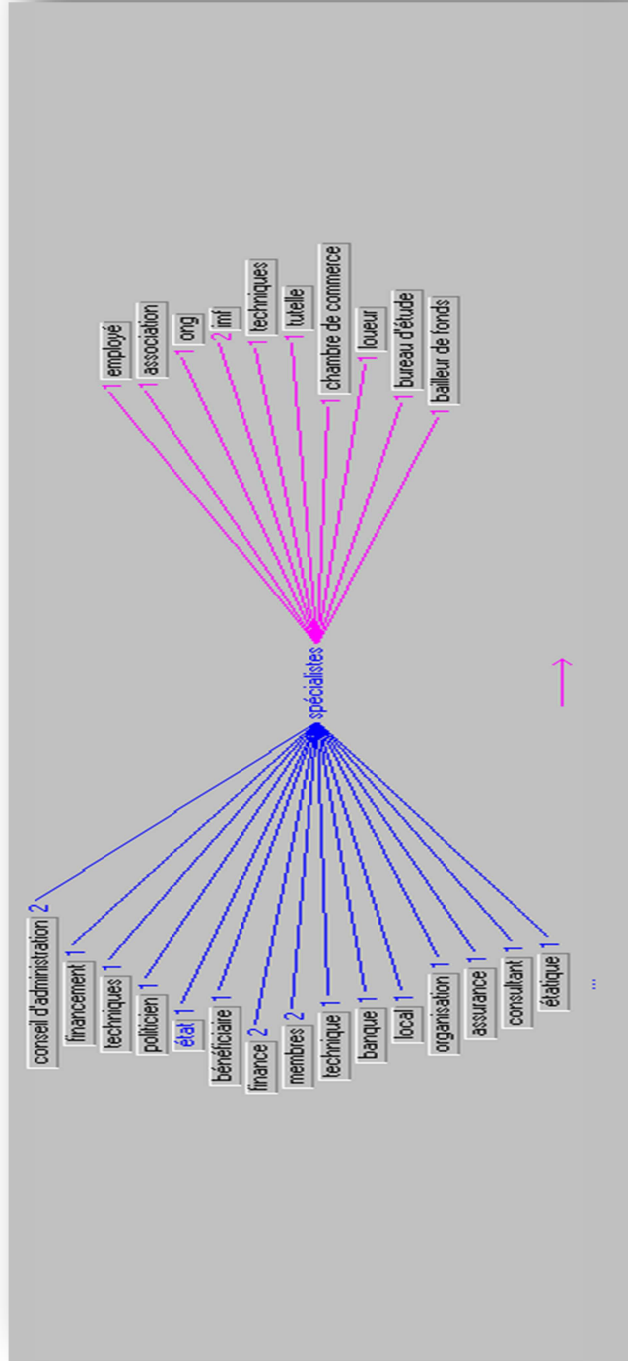 conseil d'administration 2
financement 1
techniques 1
politicien 1
état 1
bénéficiaire 1
finance 2
membres 2
technique 1
banque 1
local 1
organisation 1
assurance 1
consultant 1
étatique 1
...
spécialistes
1 employé
1 association
1 ong
2 imf
1 techniques
1 tutelle
1 chambre de commerce
1 loueur
1 bureau d'étude
1 bailleur de fonds